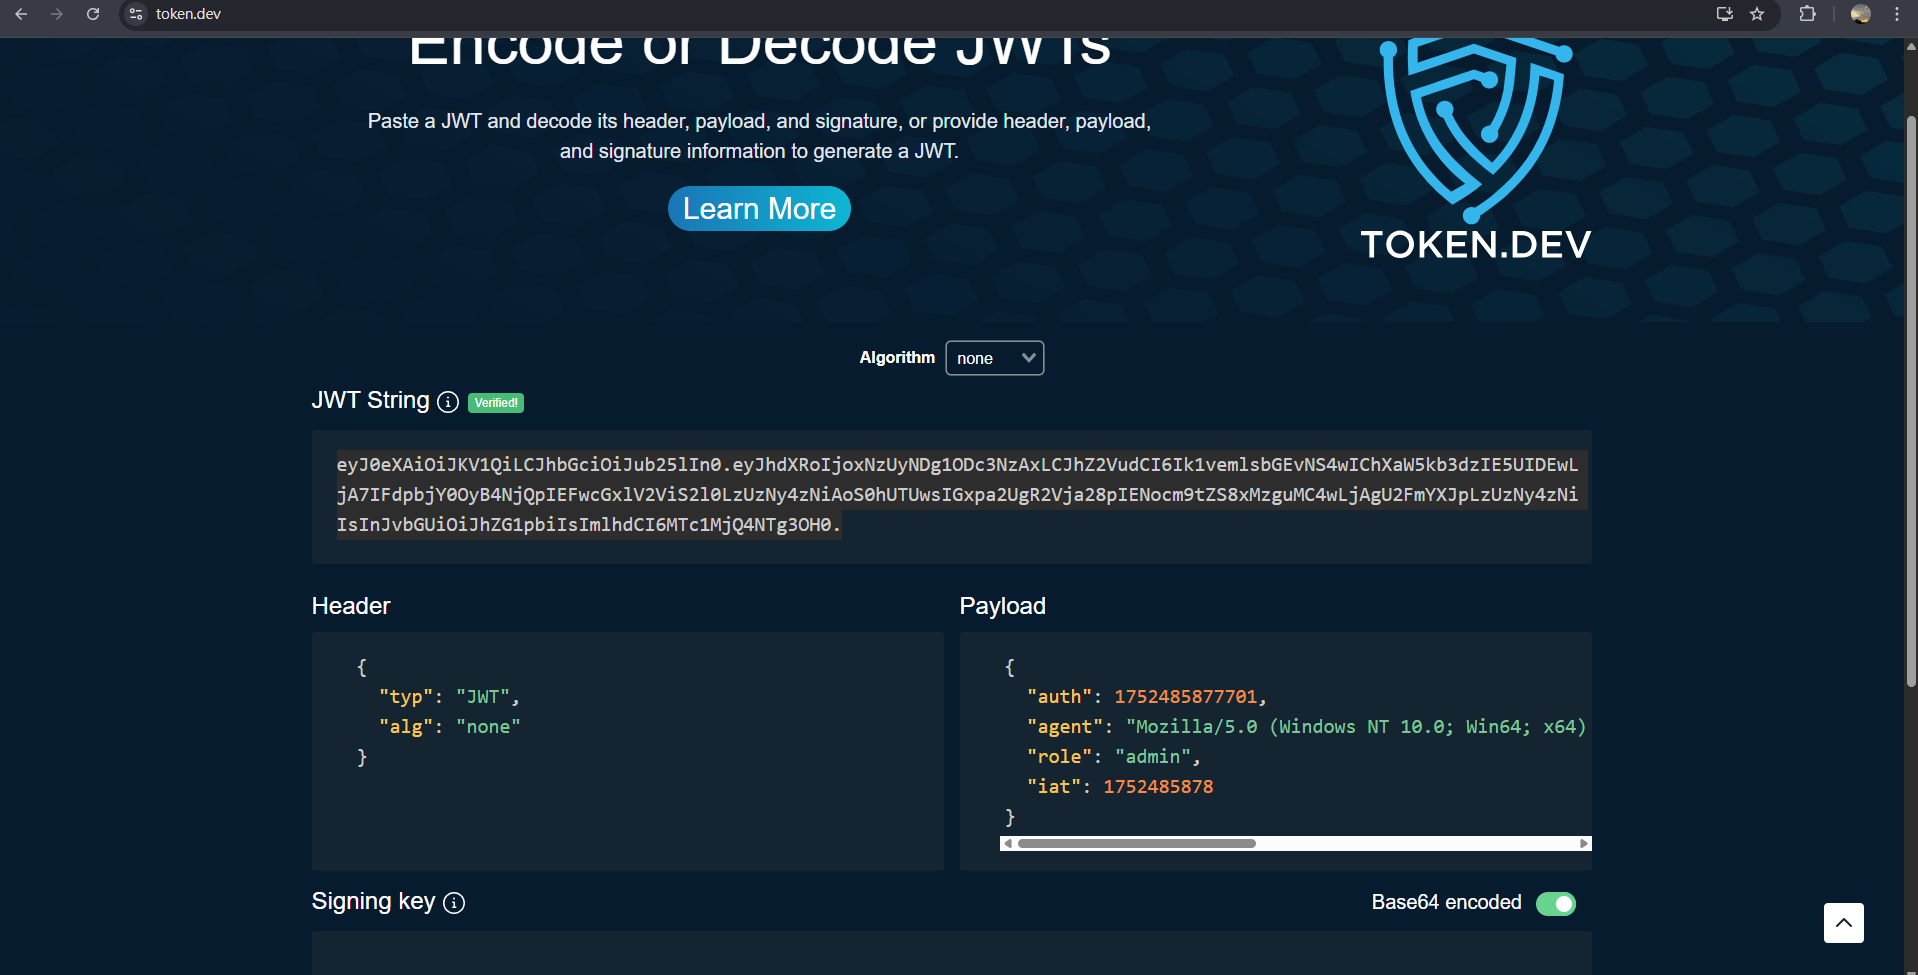 token.dev
Encode or Decode JWTs
Paste a JWT and decode its header, payload, and signature, or provide header, payload,
and signature information to generate a JWT.
Learn More
TOKEN.DEV
Algorithm none
JWT String Verified!
eyJ0eXAiOiJKV1QiLCJhbGciOiJub25lIn0.eyJhdXRoIjoxNzUyNDg1ODc3NzAxLCJhZ2VudCI6Ik1vemlsbGEvNS4wIChXaW5kb3dzIE5UIDEwL
jA7IFdpbjY0OyB4NjQpIEFwcGxlV2ViS2l0LzUzNy4zNiAoS0hUTUwsIGxpa2UgR2Vja28pIENocm9tZS8xMzguMC4wLjAgU2FmYXJpLzUzNy4zNi
IsInJvbGUiOiJhZG1pbiIsImlhdCI6MTc1MjQ4NTg3OH0.
Header
{
"typ": "JWT",
"alg": "none"
}
Payload
{
"auth": 1752485877701,
"agent": "Mozilla/5.0 (Windows NT 10.0; Win64; x64)
"role": "admin",
"iat": 1752485878
}
Signing key
Base64 encoded